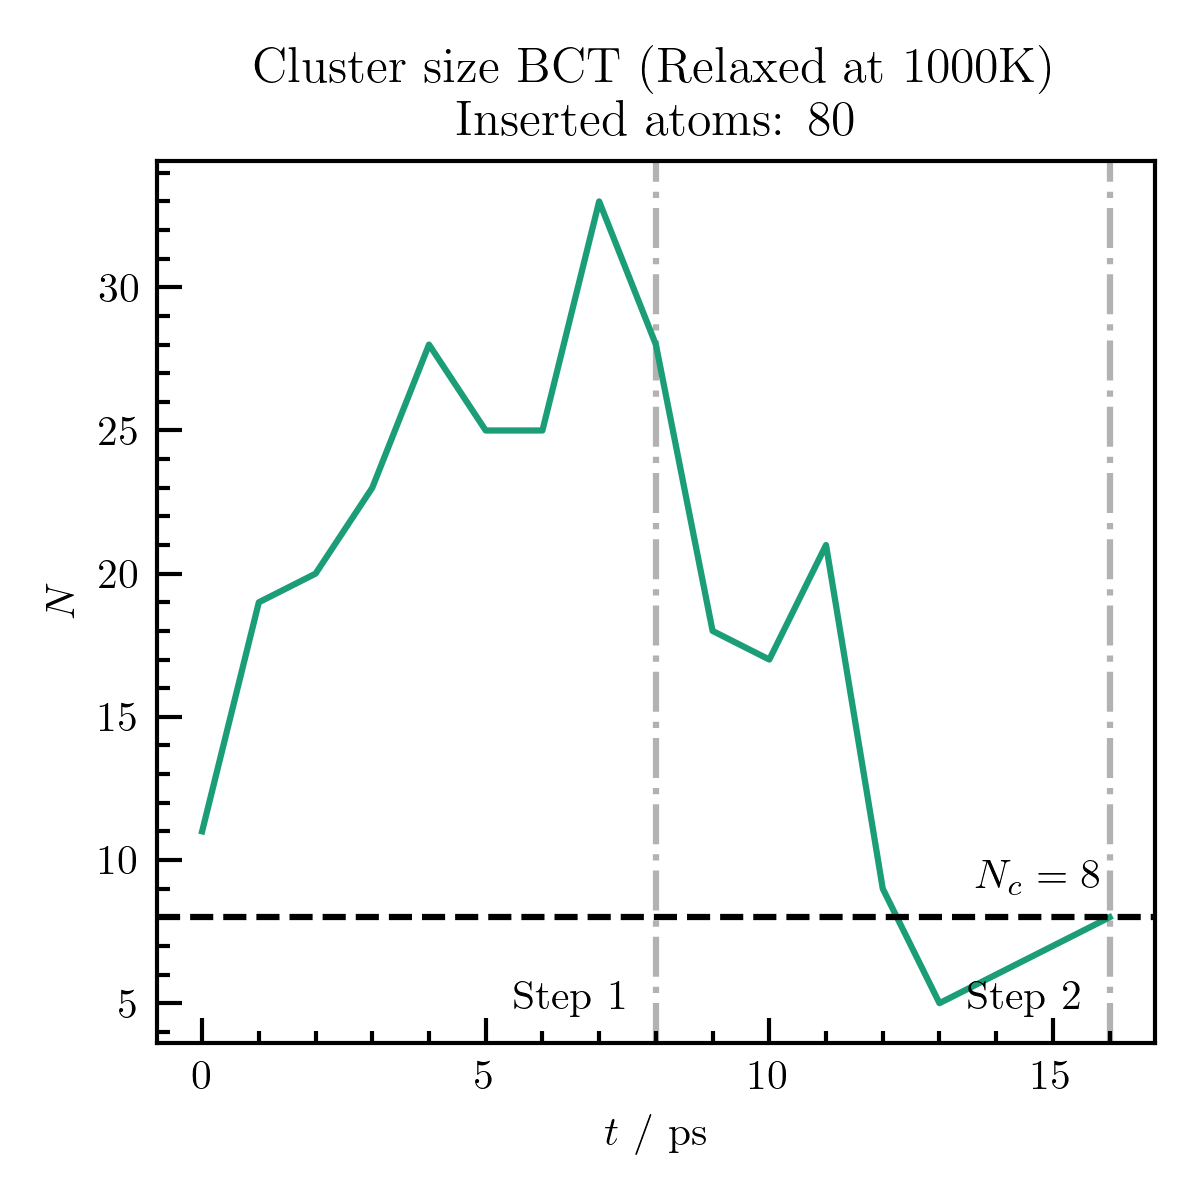 Cluster size BCT (Relaxed at 1000K)
Inserted atoms: 80
30
25
20
15
10
5
N
N_c = 8
Step 1
Step 2
0 5 10 15
t / ps